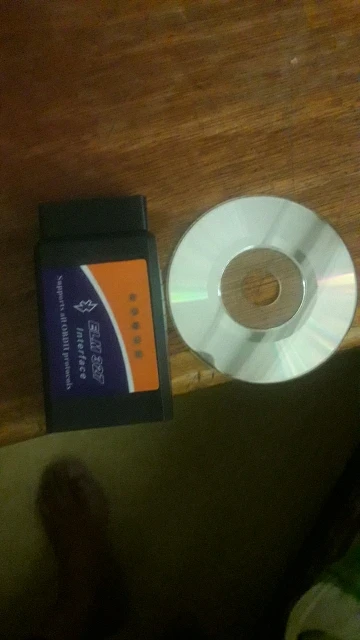 ELM 327
Interface
Supports all OBDII protocols